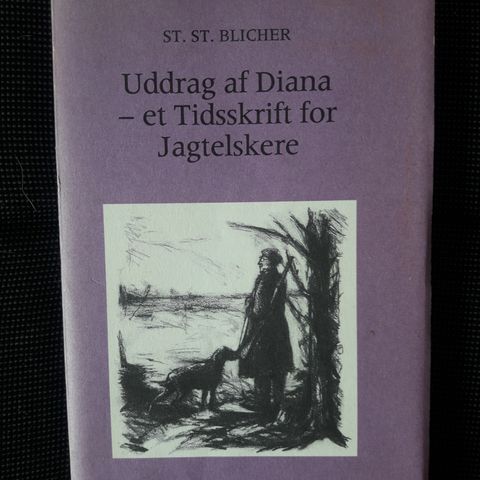 ST. ST. BLICHER
Uddrag af Diana
– et Tidsskrift for
Jagtelskere